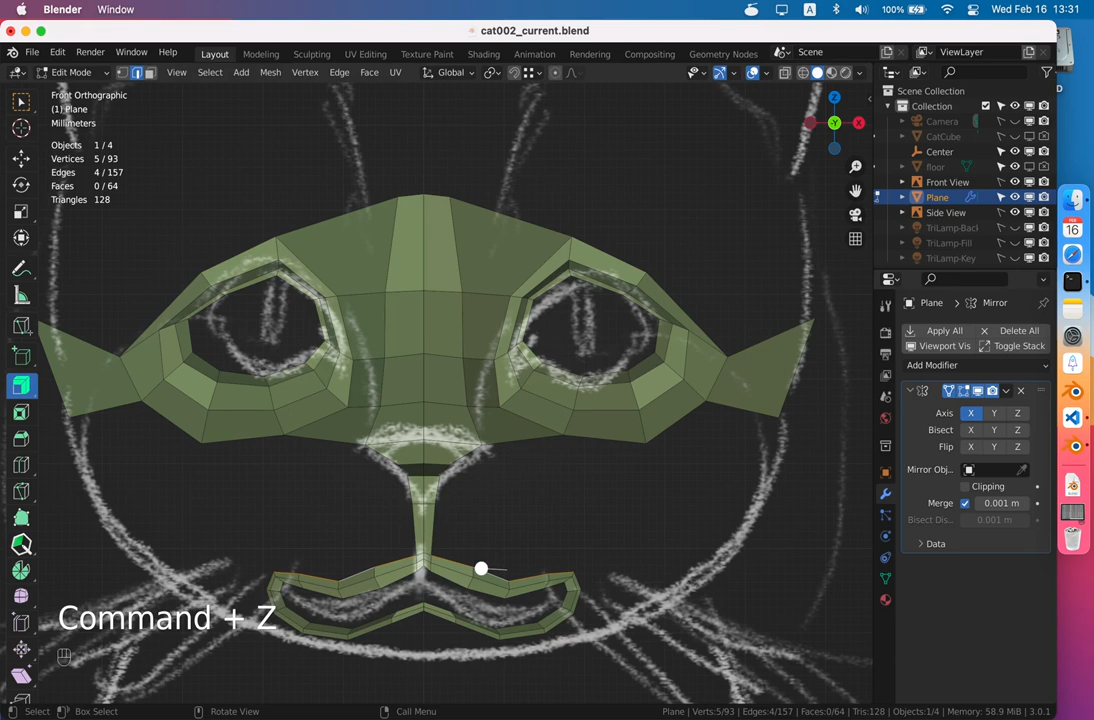 Blender Window
A 100% Wed Feb 16 13:31
cat002_current.blend
File Edit Render Window Help
Layout Modeling Sculpting UV Editing Texture Paint Shading Animation Rendering Compositing Geometry Nodes
Scene ViewLayer
Edit Mode View Select Add Mesh Vertex Edge Face UV Global
Front Orthographic
(1) Plane
Millimeters
Objects 1/4
Vertices 5/93
Edges 4/157
Faces 0/64
Triangles 128
Z
X
-Y
Scene Collection
Collection
Camera
CatCube
Center
floor
Front View
Plane
Side View
TriLamp-Back
TriLamp-Fill
TriLamp-Key
FEB
16
Plane > Mirror
Apply All Delete All
Viewport Vis Toggle Stack
Add Modifier
Axis X Y Z
Bisect X Y Z
Flip X Y Z
Mirror Obj...
Clipping
Merge 0.001 m
Bisect Dis... 0.001 m
Data
Command + Z
Select Box Select Rotate View Call Menu
Plane | Verts:5/93 | Edges:4/157 | Faces:0/64 | Tris:128 | Objects:1/4 | Memory: 58.9 MiB | 3.0.1